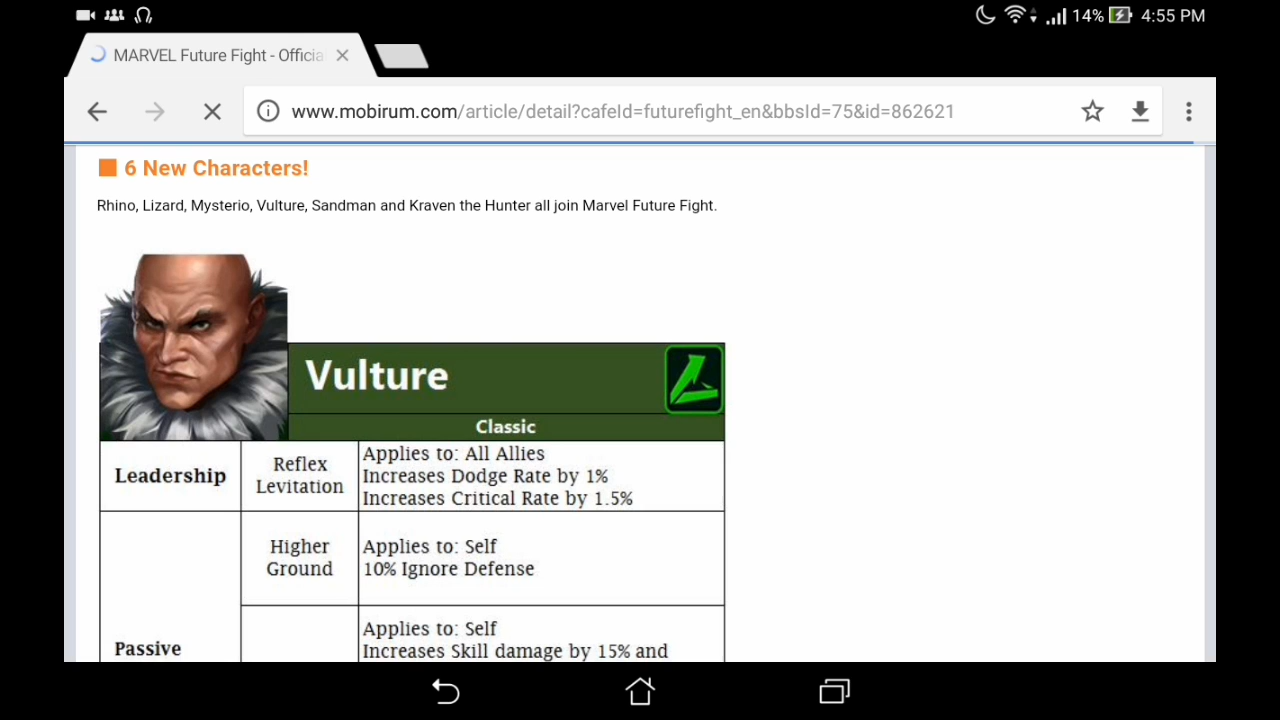 14% 4:55 PM
MARVEL Future Fight - Officia
www.mobirum.com/article/detail?cafeId=futurefight_en&bbsId=75&id=862621
6 New Characters!
Rhino, Lizard, Mysterio, Vulture, Sandman and Kraven the Hunter all join Marvel Future Fight.
Vulture
Classic
Leadership
Reflex
Levitation
Applies to: All Allies
Increases Dodge Rate by 1%
Increases Critical Rate by 1.5%
Passive
Higher
Ground
Applies to: Self
10% Ignore Defense
Applies to: Self
Increases Skill damage by 15% and